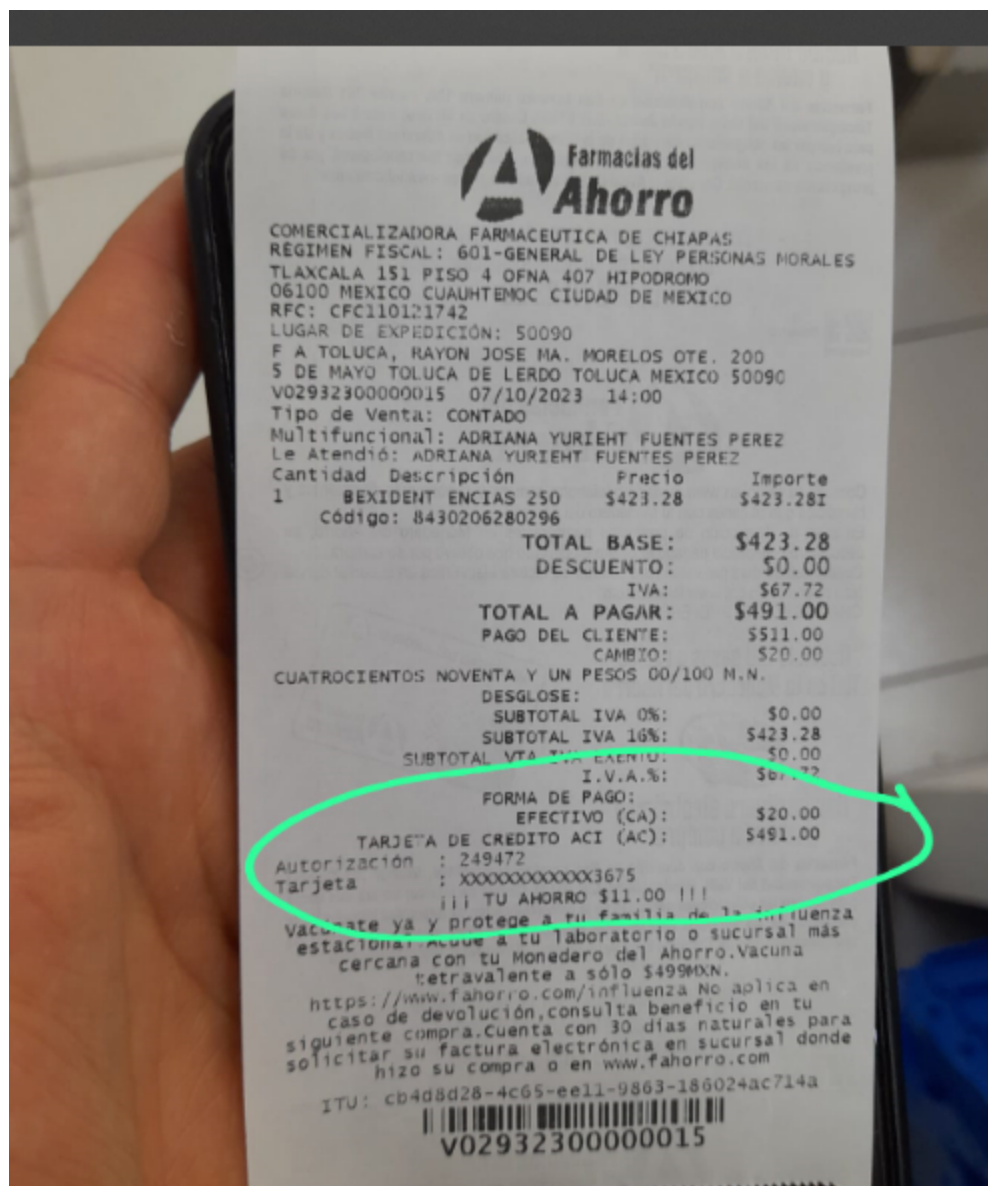 Farmacias del
Ahorro
COMERCIALIZADORA FARMACEUTICA DE CHIAPAS
REGIMEN FISCAL: 601-GENERAL DE LEY PERSONAS MORALES
TLAXCALA 151 PISO 4 OFNA 407 HIPODROMO
06100 MEXICO CUAUHTEMOC CIUDAD DE MEXICO
RFC: CFC110121742
LUGAR DE EXPEDICIÓN: 50090
F A TOLUCA, RAYON JOSE MA. MORELOS OTE. 200
5 DE MAYO TOLUCA DE LERDO TOLUCA MEXICO 50090
V02932300000015 07/10/2023 14:00
Tipo de Venta: CONTADO
Multifuncional: ADRIANA YURIEHT FUENTES PEREZ
Le Atendió: ADRIANA YURIEHT FUENTES PEREZ
Cantidad Descripción Precio Importe
1 BEXIDENT ENCIAS 250 $423.28 $423.28I
Código: 8430206280296
TOTAL BASE: $423.28
DESCUENTO: $0.00
IVA: $67.72
TOTAL A PAGAR: $491.00
PAGO DEL CLIENTE: $511.00
CAMBIO: $20.00
CUATROCIENTOS NOVENTA Y UN PESOS 00/100 M.N.
DESGLOSE:
SUBTOTAL IVA 0%: $0.00
SUBTOTAL IVA 16%: $423.28
SUBTOTAL VTA IVA EXENTO: $0.00
I.V.A.%: $67.72
FORMA DE PAGO:
EFECTIVO (CA): $20.00
TARJETA DE CREDITO ACI (AC): $491.00
Autorización : 249472
Tarjeta : XXXXXXXXXXXX3675
¡¡¡ TU AHORRO $11.00 !!!
Vacúnate ya y protege a tu familia de la influenza
estacional Acude a tu laboratorio o sucursal más
cercana con tu Monedero del Ahorro.Vacuna
tetravalente a sólo $499MXN.
https://www.fahorro.com/influenza No aplica en
caso de devolución,consulta beneficio en tu
siguiente compra.Cuenta con 30 días naturales para
solicitar su factura electrónica en sucursal donde
hizo su compra o en www.fahorro.com
ITU: cb4d8d28-4c65-ee11-9863-186024ac714a
V02932300000015